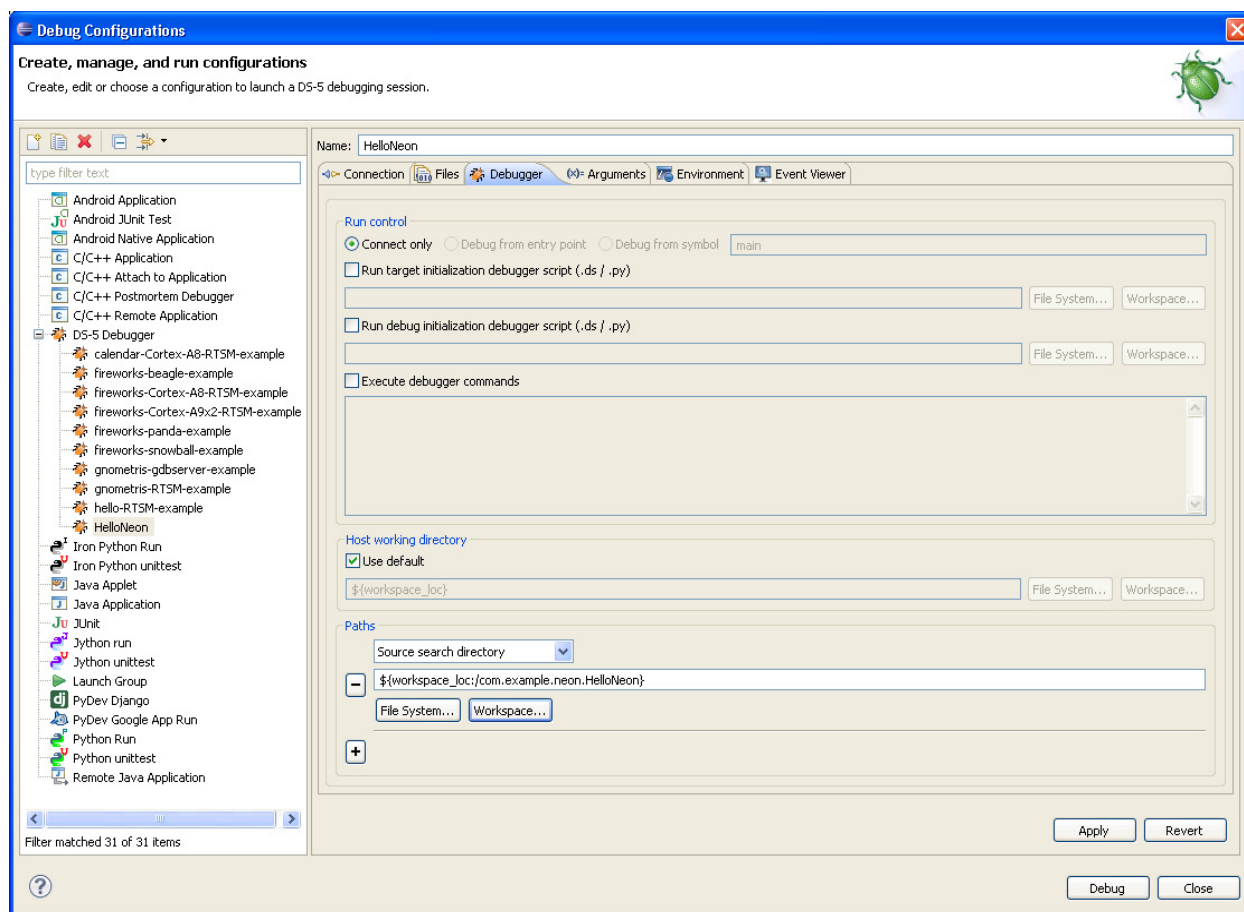 Debug Configurations
Create, manage, and run configurations
Create, edit or choose a configuration to launch a DS-5 debugging session.
type filter text
Android Application
Android JUnit Test
Android Native Application
C/C++ Application
C/C++ Attach to Application
C/C++ Postmortem Debugger
C/C++ Remote Application
DS-5 Debugger
calendar-Cortex-A8-RTSM-example
fireworks-beagle-example
fireworks-Cortex-A8-RTSM-example
fireworks-Cortex-A9x2-RTSM-example
fireworks-panda-example
fireworks-snowball-example
gnometris-gdbserver-example
gnometris-RTSM-example
hello-RTSM-example
HelloNeon
Iron Python Run
Iron Python unittest
Java Applet
Java Application
JUnit
Jython run
Jython unittest
Launch Group
PyDev Django
PyDev Google App Run
Python Run
Python unittest
Remote Java Application
Filter matched 31 of 31 items
Name: HelloNeon
Connection Files Debugger (x)= Arguments Environment Event Viewer
Run control
Connect only Debug from entry point Debug from symbol main
Run target initialization debugger script (.ds / .py)
File System... Workspace...
Run debug initialization debugger script (.ds / .py)
File System... Workspace...
Execute debugger commands
Host working directory
Use default
${workspace_loc} File System... Workspace...
Paths
Source search directory
${workspace_loc:/com.example.neon.HelloNeon}
File System... Workspace...
Apply Revert
Debug Close